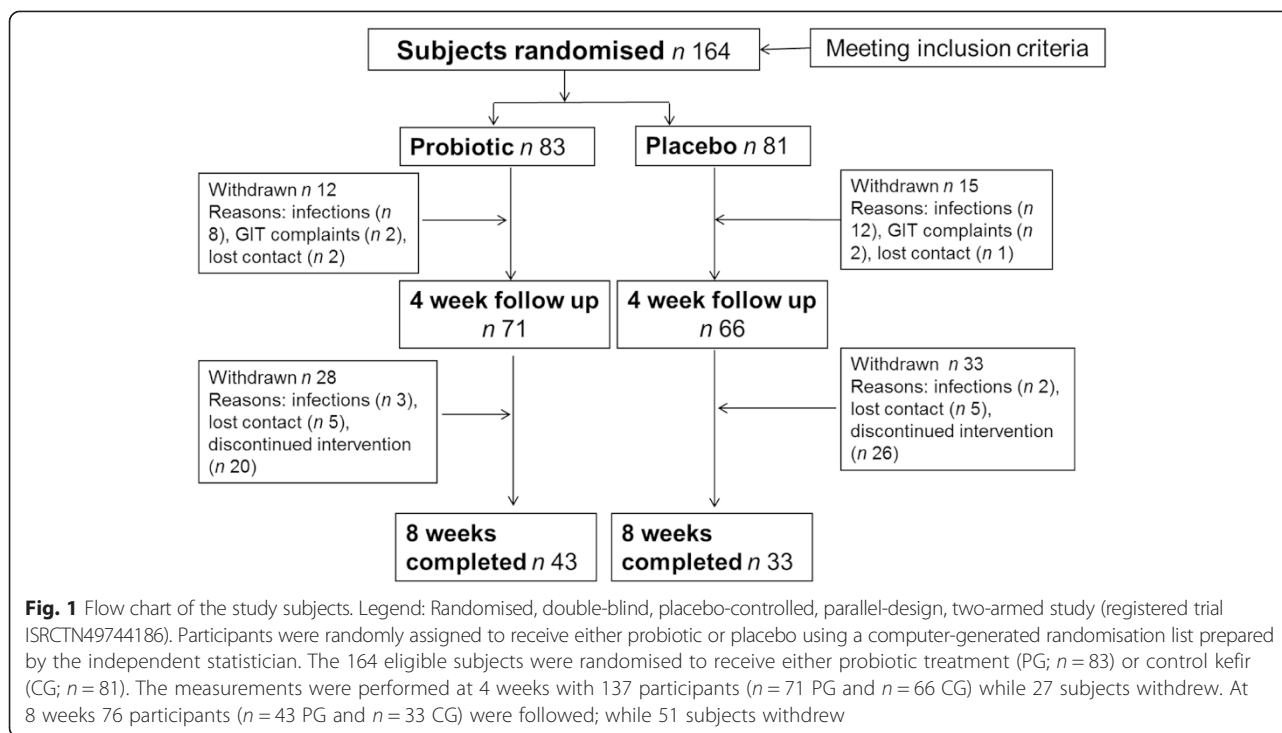 Subjects randomised n 164
Meeting inclusion criteria
Probiotic n 83
Placebo n 81
Withdrawn n 12
Reasons: infections (n
8), GIT complaints (n 2),
lost contact (n 2)
Withdrawn n 15
Reasons: infections (n
12), GIT complaints (n
2), lost contact (n 1)
4 week follow up
n 71
4 week follow up
n 66
Withdrawn n 28
Reasons: infections (n 3),
lost contact (n 5),
discontinued intervention
(n 20)
Withdrawn n 33
Reasons: infections (n 2),
lost contact (n 5),
discontinued intervention
(n 26)
8 weeks
completed n 43
8 weeks
completed n 33
Fig. 1 Flow chart of the study subjects. Legend: Randomised, double-blind, placebo-controlled, parallel-design, two-armed study (registered trial
ISRCTN49744186). Participants were randomly assigned to receive either probiotic or placebo using a computer-generated randomisation list prepared
by the independent statistician. The 164 eligible subjects were randomised to receive either probiotic treatment (PG; n = 83) or control kefir
(CG; n = 81). The measurements were performed at 4 weeks with 137 participants (n = 71 PG and n = 66 CG) while 27 subjects withdrew. At
8 weeks 76 participants (n = 43 PG and n = 33 CG) were followed; while 51 subjects withdrew